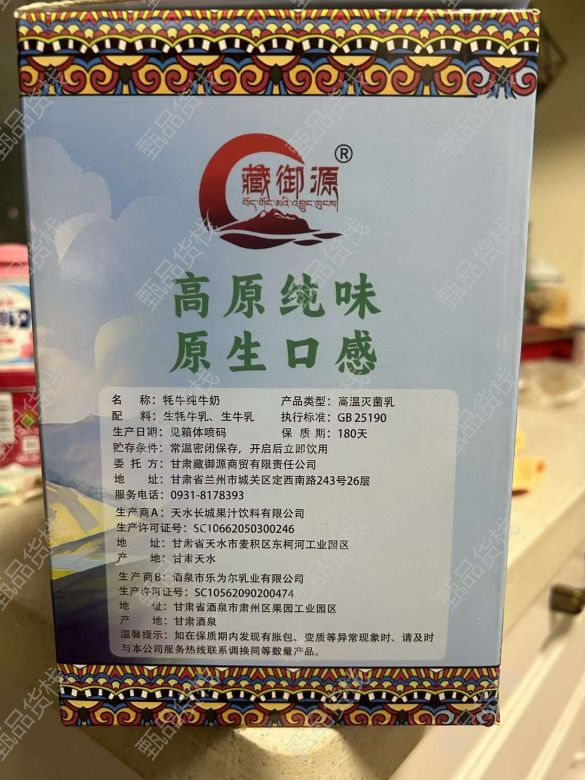 藏御源®
བོད་གོང་མའི་འབྱུང་ཁུངས
高原纯味
原生口感
名 称：牦牛纯牛奶 产品类型：高温灭菌乳
配 料：生牦牛乳、生牛乳 执行标准：GB 25190
生产日期：见箱体喷码 保 质 期：180天
贮存条件：常温密闭保存，开启后立即饮用
委 托 方：甘肃藏御源商贸有限责任公司
地 址：甘肃省兰州市城关区定西南路243号26层
服务电话：0931-8178393
生产商A：天水长城果汁饮料有限公司
生产许可证号：SC10662050300246
地 址：甘肃省天水市麦积区东柯河工业园区
产 地：甘肃天水
生产商B：酒泉市乐为尔乳业有限公司
生产许可证号：SC10562090200474
地 址：甘肃省酒泉市肃州区果园工业园区
产 地：甘肃酒泉
温馨提示：如在保质期内发现有胀包、变质等异常现象时、请及时
与本公司服务热线联系调换同等数量产品。
甄品货栈